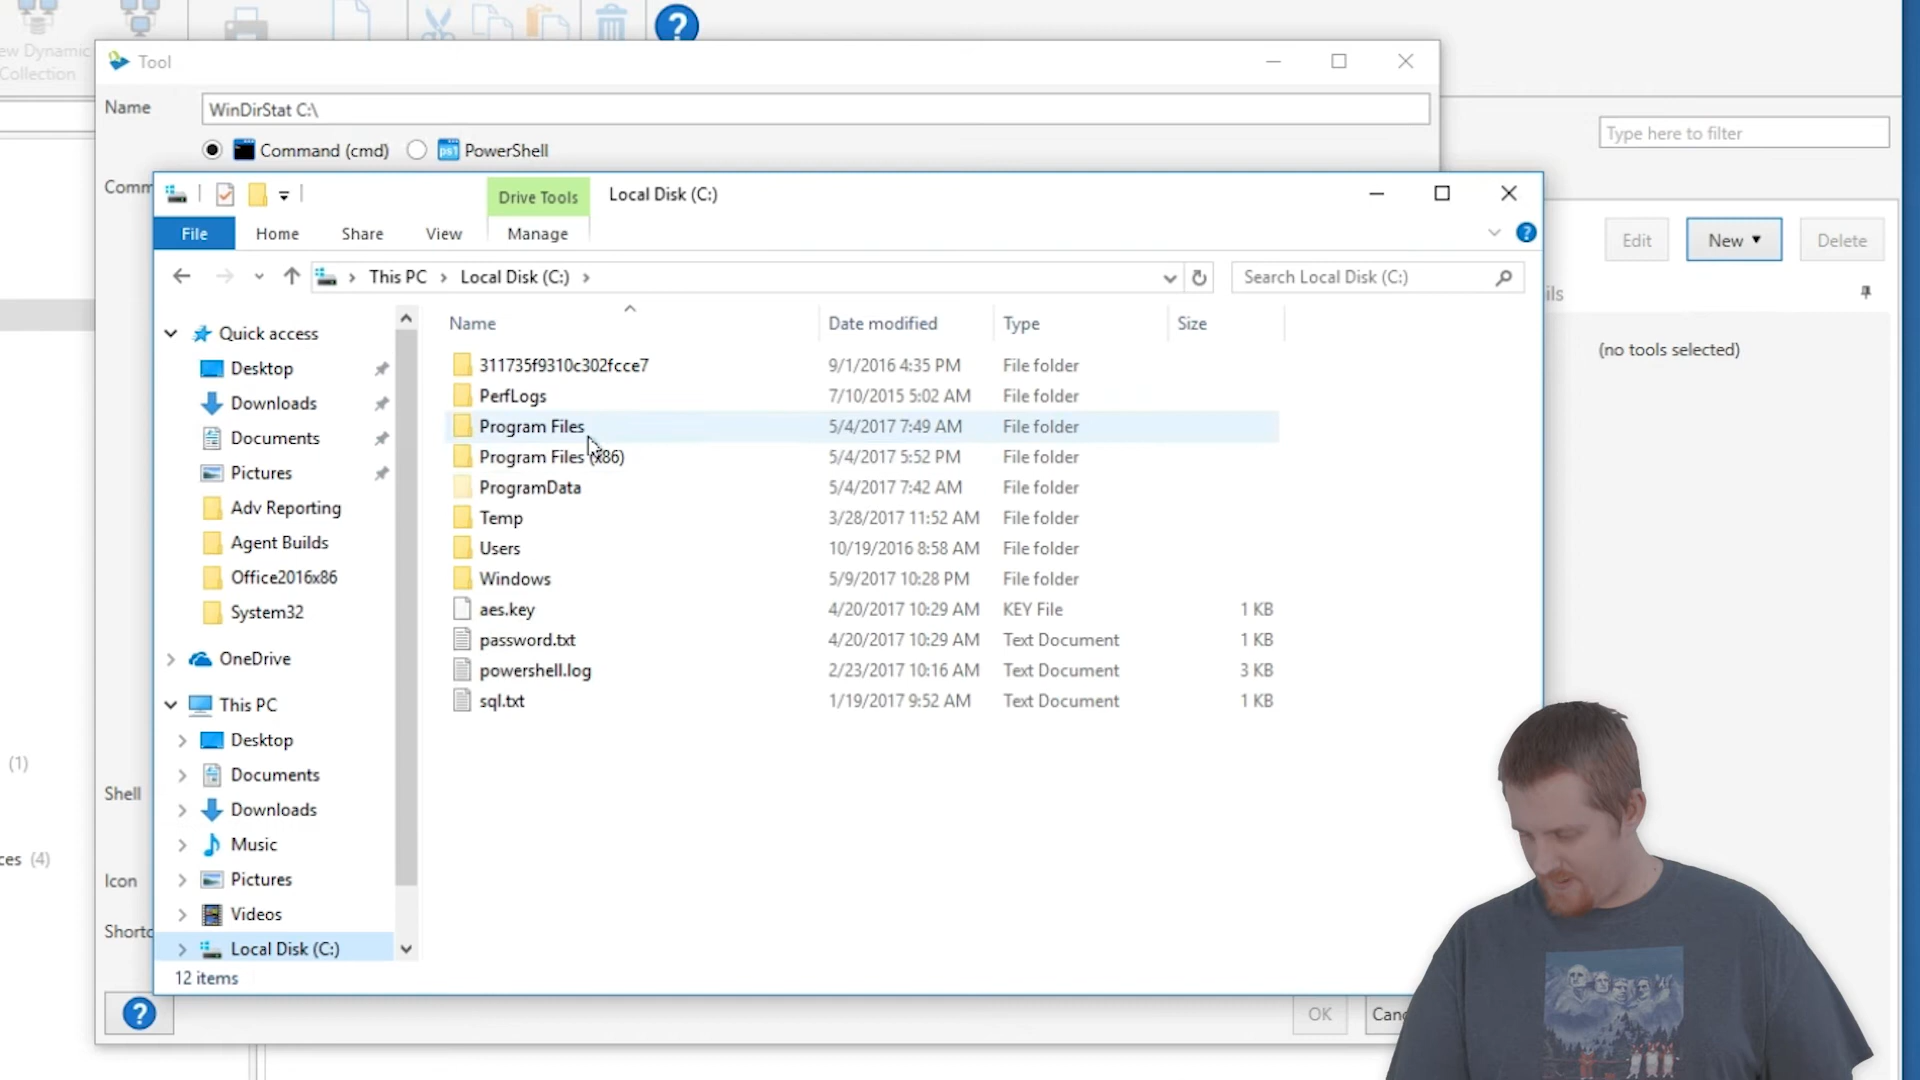 ew Dynamic
Collection
Tool
Name
WinDirStat C:\
Type here to filter
Command (cmd)
PowerShell
Comm
Drive Tools
Local Disk (C:)
File
Home
Share
View
Manage
Edit
New
Delete
This PC
Local Disk (C:)
Search Local Disk (C:)
ils
Name
Date modified
Type
Size
(no tools selected)
Quick access
Desktop
Downloads
Documents
Pictures
Adv Reporting
Agent Builds
Office2016x86
System32
OneDrive
This PC
Desktop
Documents
Downloads
Music
Pictures
Videos
Local Disk (C:)
311735f9310c302fcce7 9/1/2016 4:35 PM File folder
PerfLogs 7/10/2015 5:02 AM File folder
Program Files 5/4/2017 7:49 AM File folder
Program Files (x86) 5/4/2017 5:52 PM File folder
ProgramData 5/4/2017 7:42 AM File folder
Temp 3/28/2017 11:52 AM File folder
Users 10/19/2016 8:58 AM File folder
Windows 5/9/2017 10:28 PM File folder
aes.key 4/20/2017 10:29 AM KEY File 1 KB
password.txt 4/20/2017 10:29 AM Text Document 1 KB
powershell.log 2/23/2017 10:16 AM Text Document 3 KB
sql.txt 1/19/2017 9:52 AM Text Document 1 KB
(1)
Shell
ces (4)
Icon
Shortc
12 items
OK
Canc